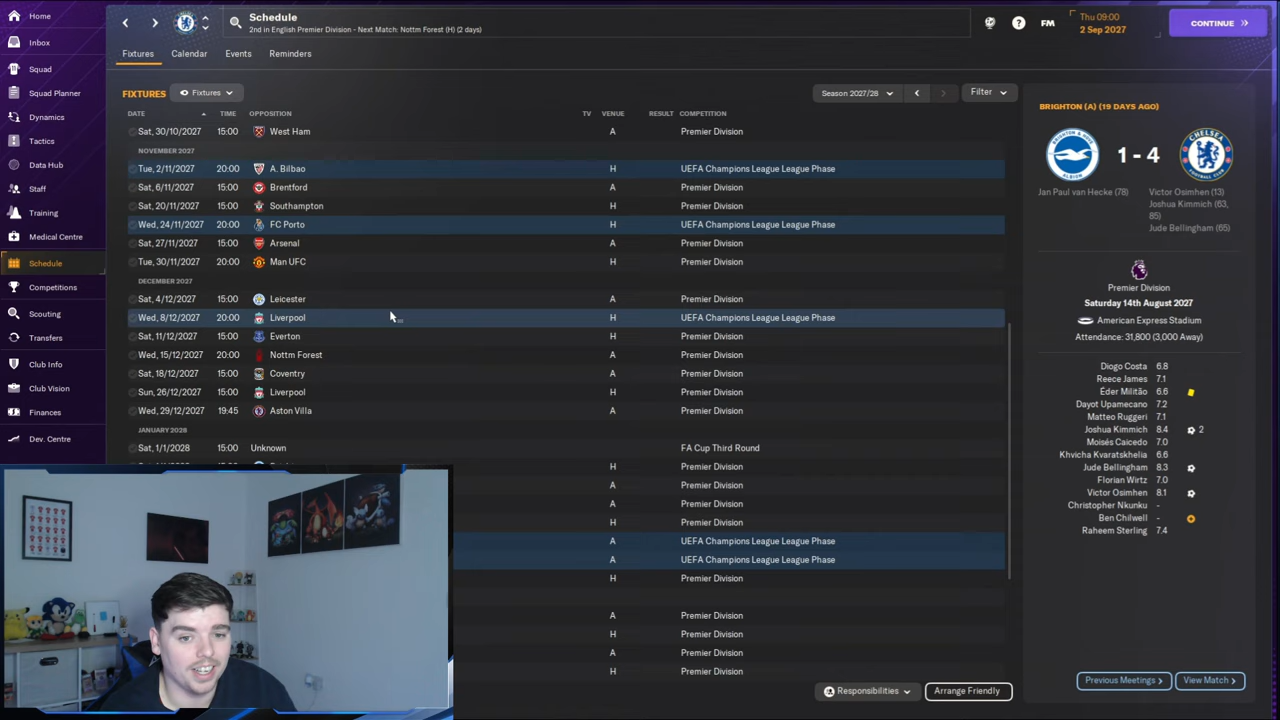 Home
Inbox
Squad
Squad Planner
Dynamics
Tactics
Data Hub
Staff
Training
Medical Centre
Schedule
Competitions
Scouting
Transfers
Club Info
Club Vision
Finances
Dev. Centre
Schedule
2nd in English Premier Division - Next Match: Nottm Forest (H) (2 days)
FM
Thu 09:00
2 Sep 2027
CONTINUE
Fixtures Calendar Events Reminders
FIXTURES Fixtures Season 2027/28 Filter
DATE TIME OPPOSITION TV VENUE RESULT COMPETITION
Sat, 30/10/2027 15:00 West Ham A Premier Division
NOVEMBER 2027
Tue, 2/11/2027 20:00 A. Bilbao H UEFA Champions League League Phase
Sat, 6/11/2027 15:00 Brentford A Premier Division
Sat, 20/11/2027 15:00 Southampton H Premier Division
Wed, 24/11/2027 20:00 FC Porto H UEFA Champions League League Phase
Sat, 27/11/2027 15:00 Arsenal A Premier Division
Tue, 30/11/2027 20:00 Man UFC H Premier Division
DECEMBER 2027
Sat, 4/12/2027 15:00 Leicester A Premier Division
Wed, 8/12/2027 20:00 Liverpool H UEFA Champions League League Phase
Sat, 11/12/2027 15:00 Everton H Premier Division
Wed, 15/12/2027 20:00 Nottm Forest A Premier Division
Sat, 18/12/2027 15:00 Coventry A Premier Division
Sun, 26/12/2027 15:00 Liverpool H Premier Division
Wed, 29/12/2027 19:45 Aston Villa A Premier Division
JANUARY 2028
Sat, 1/1/2028 15:00 Unknown FA Cup Third Round
H Premier Division
A Premier Division
A Premier Division
H Premier Division
A UEFA Champions League League Phase
A UEFA Champions League League Phase
H Premier Division
A Premier Division
H Premier Division
A Premier Division
H Premier Division
Responsibilities Arrange Friendly
BRIGHTON (A) (19 DAYS AGO)
1 - 4
Jan Paul van Hecke (78)
Victor Osimhen (13)
Joshua Kimmich (63,
85)
Jude Bellingham (65)
Premier Division
Saturday 14th August 2027
American Express Stadium
Attendance: 31,800 (3,000 Away)
Diogo Costa 6.8
Reece James 7.1
Éder Militão 6.6
Dayot Upamecano 7.2
Matteo Ruggeri 7.1
Joshua Kimmich 8.4 2
Moisés Caicedo 7.0
Khvicha Kvaratskhelia 6.6
Jude Bellingham 8.3
Florian Wirtz 7.0
Victor Osimhen 8.1
Christopher Nkunku -
Ben Chilwell -
Raheem Sterling 7.4
Previous Meetings View Match